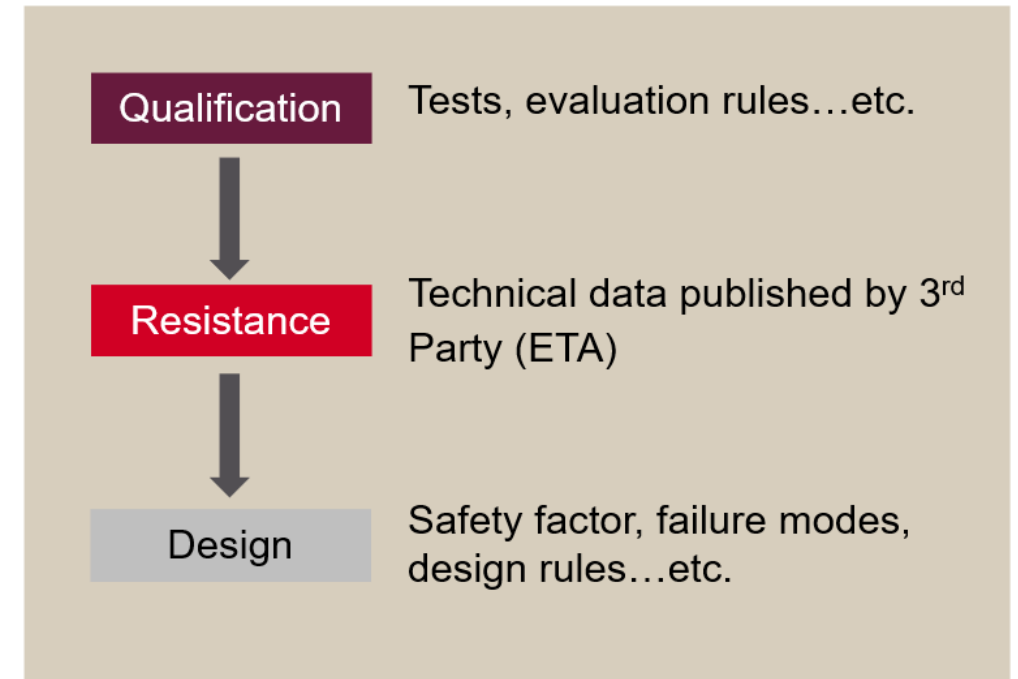 Qualification
Tests, evaluation rules…etc.
Resistance
Technical data published by 3rd
Party (ETA)
Design
Safety factor, failure modes,
design rules…etc.